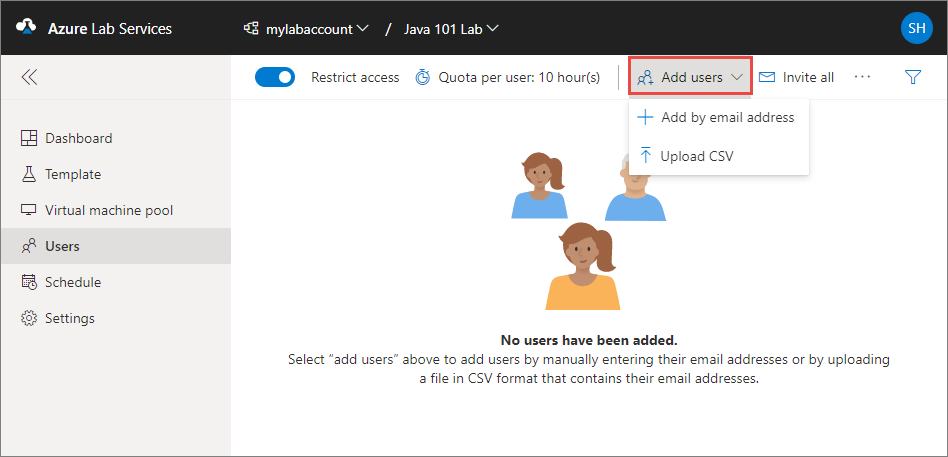 Azure Lab Services mylabaccount / Java 101 Lab SH
Restrict access Quota per user: 10 hour(s) Add users Invite all ...
Add by email address
Upload CSV
Dashboard
Template
Virtual machine pool
Users
Schedule
Settings
No users have been added.
Select “add users” above to add users by manually entering their email addresses or by uploading
a file in CSV format that contains their email addresses.